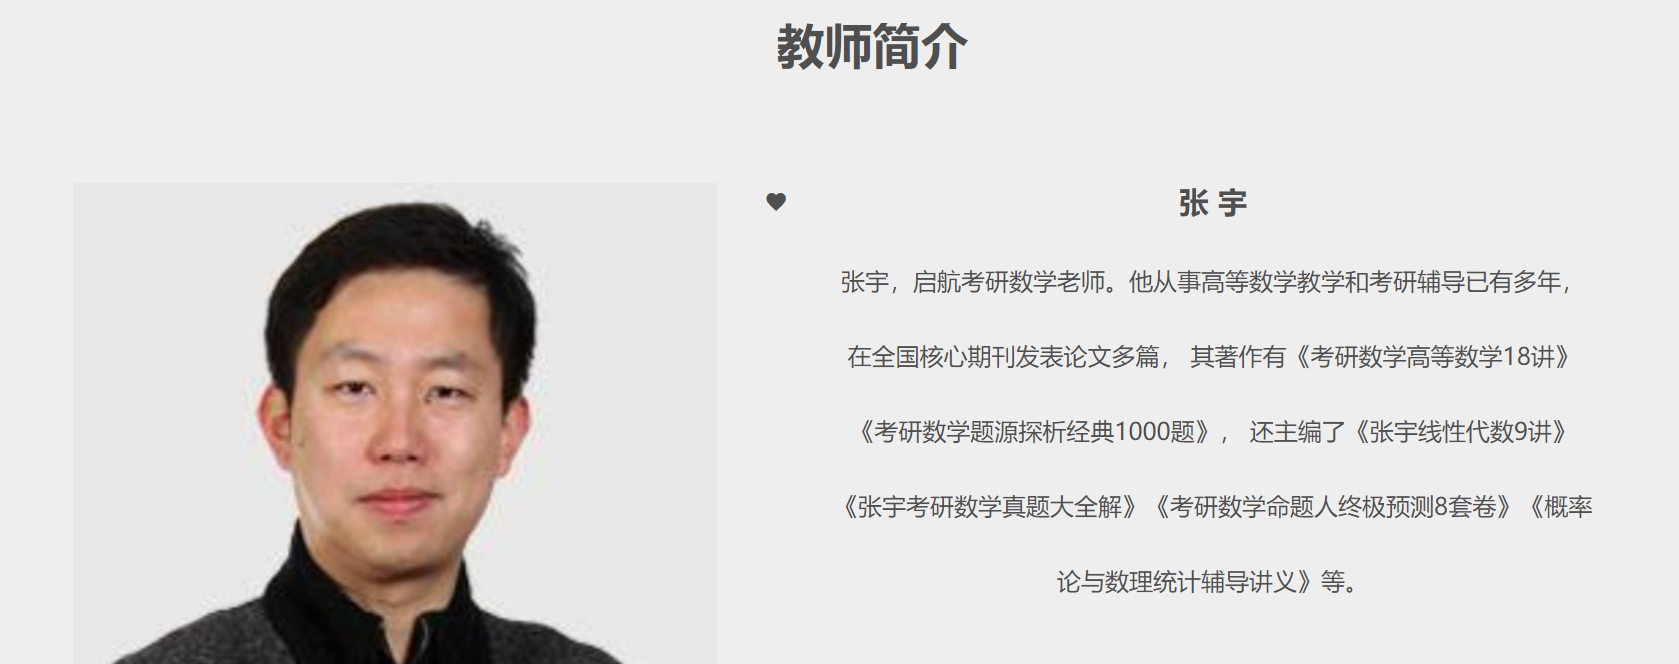 教师简介
张 宇
张宇，启航考研数学老师。他从事高等数学教学和考研辅导已有多年，
在全国核心期刊发表论文多篇， 其著作有《考研数学高等数学18讲》
《考研数学题源探析经典1000题》， 还主编了《张宇线性代数9讲》
《张宇考研数学真题大全解》《考研数学命题人终极预测8套卷》《概率
论与数理统计辅导讲义》等。